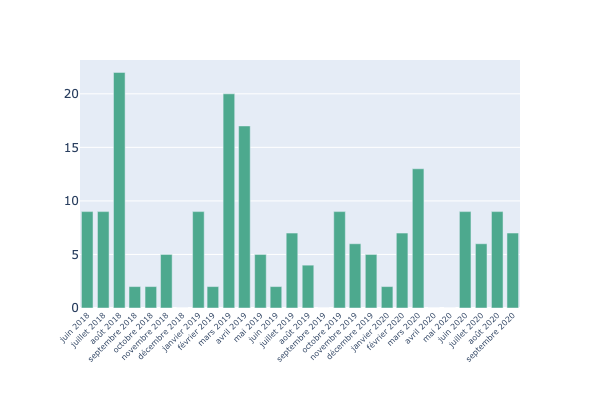 20
15
10
5
0
juin 2018
juillet 2018
août 2018
septembre 2018
octobre 2018
novembre 2018
décembre 2018
janvier 2019
février 2019
mars 2019
avril 2019
mai 2019
juin 2019
juillet 2019
août 2019
septembre 2019
octobre 2019
novembre 2019
décembre 2019
janvier 2020
février 2020
mars 2020
avril 2020
mai 2020
juin 2020
juillet 2020
août 2020
septembre 2020